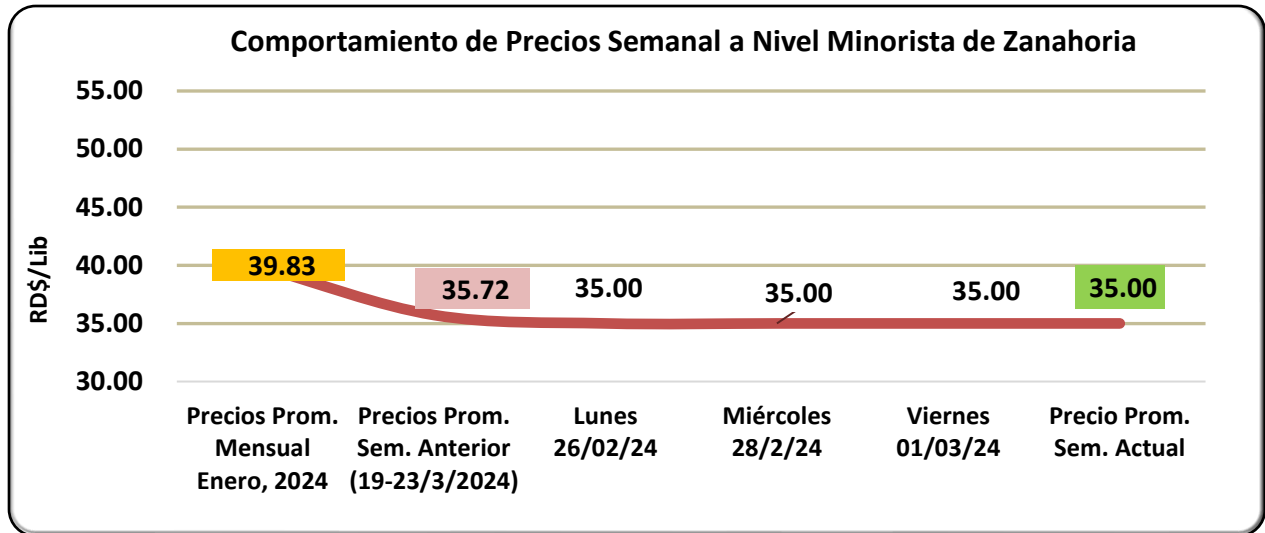 Comportamiento de Precios Semanal a Nivel Minorista de Zanahoria
55.00
50.00
45.00
40.00
35.00
30.00
RD$/Lib
39.83
35.72
35.00
35.00
35.00
35.00
Precios Prom.
Mensual
Enero, 2024
Precios Prom.
Sem. Anterior
(19-23/3/2024)
Lunes
26/02/24
Miércoles
28/2/24
Viernes
01/03/24
Precio Prom.
Sem. Actual